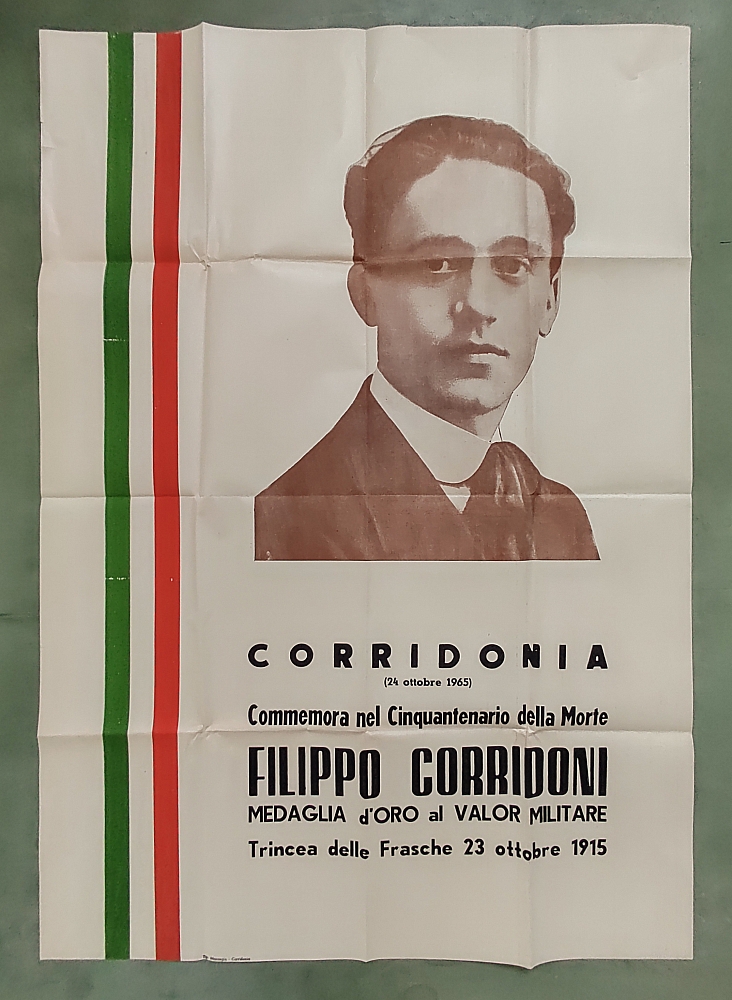 CORRIDONIA
(24 ottobre 1965)
Commemora nel Cinquantenario della Morte
FILIPPO CORRIDONI
MEDAGLIA d'ORO al VALOR MILITARE
Trincea delle Frasche 23 ottobre 1915